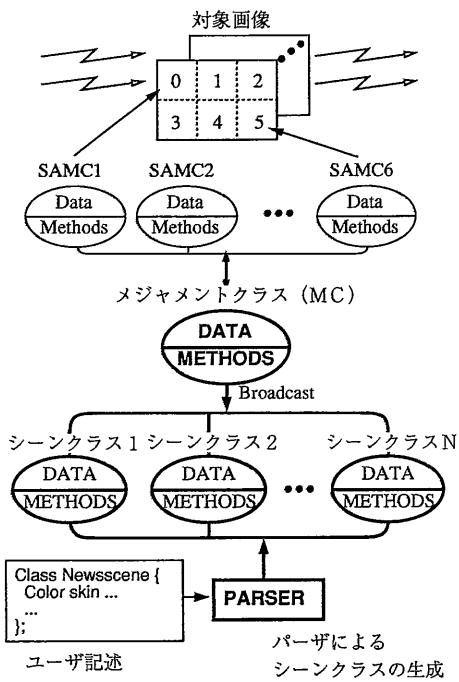 対象画像
0 1 2
3 4 5
SAMC1 SAMC2 SAMC6
Data Data Data
Methods Methods ••• Methods
メジャメントクラス（MC）
DATA
METHODS
Broadcast
シーンクラス1 シーンクラス2 シーンクラスN
DATA DATA DATA
METHODS METHODS ••• METHODS
Class Newsscene {
Color skin ...
...
};
PARSER
ユーザ記述
パーザによる
シーンクラスの生成